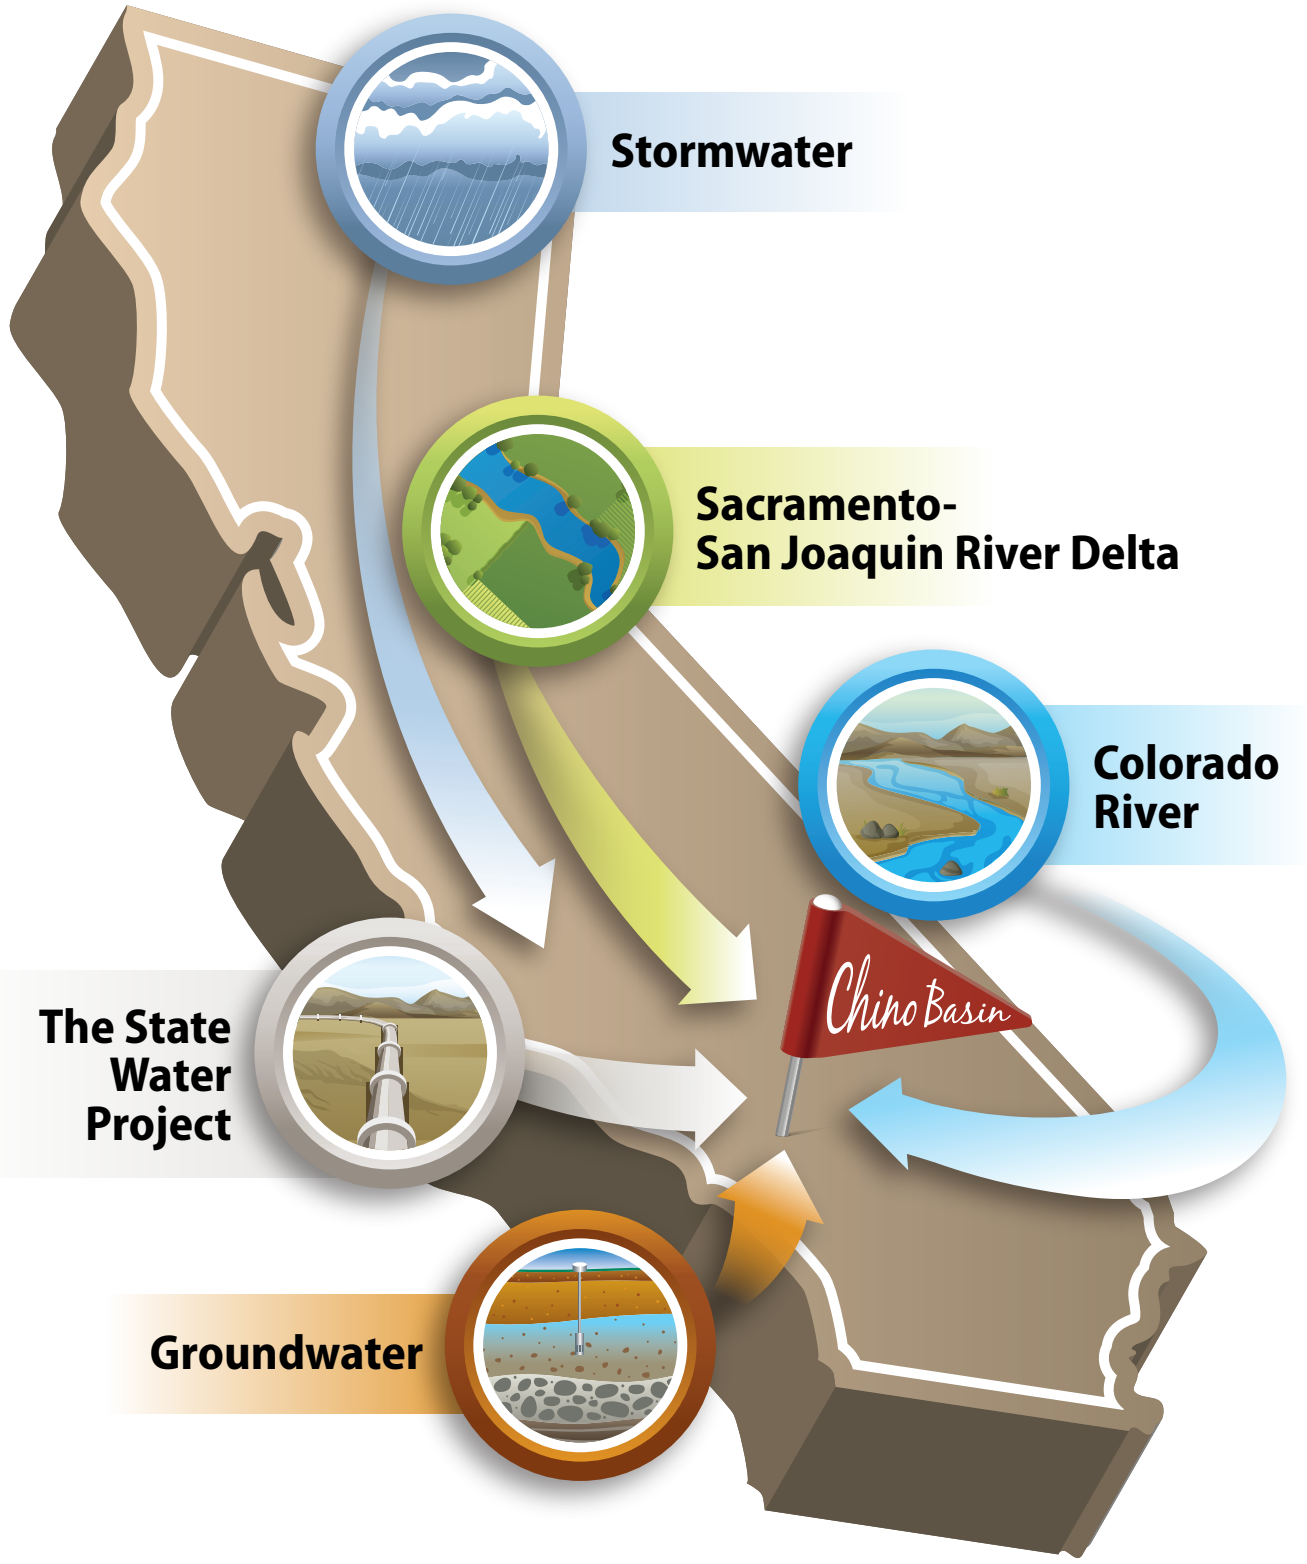 Stormwater
Sacramento-
San Joaquin River Delta
Colorado
River
Chino Basin
The State
Water
Project
Groundwater